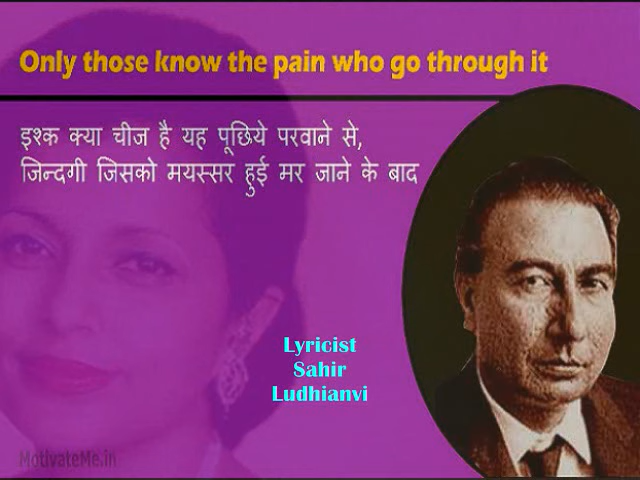 Only those know the pain who go through it
इश्क क्या चीज है यह पूछिये परवाने से,
जिन्दगी जिसको मयस्सर हुई मर जाने के बाद
Lyricist
Sahir
Ludhianvi
MotivateMe.in